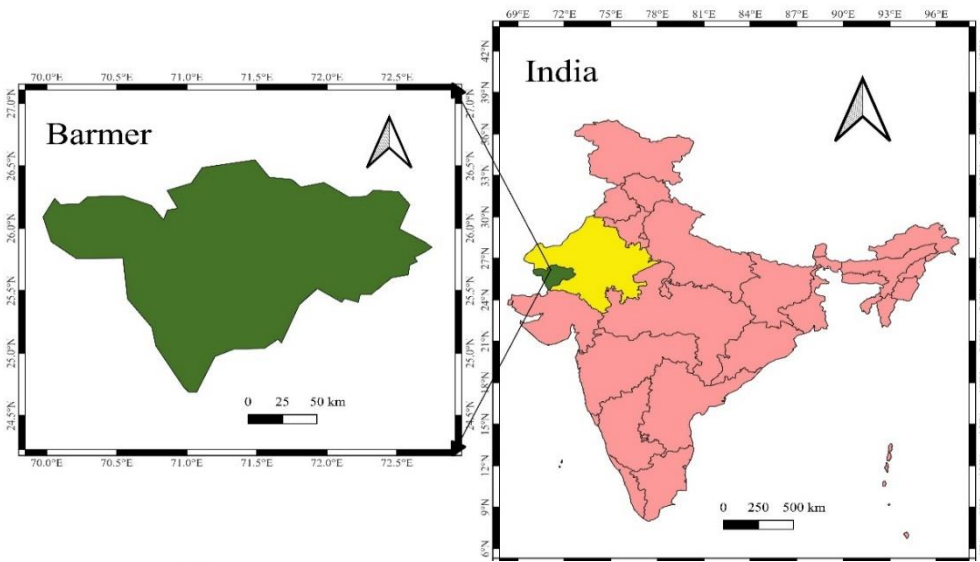 70.0°E 70.5°E 71.0°E 71.5°E 72.0°E 72.5°E
27.0°N 26.5°N 26.0°N 25.5°N 25.0°N 24.5°N
Barmer
0 25 50 km
27.0°N 26.5°N 26.0°N 25.5°N 25.0°N 24.5°N
70.0°E 70.5°E 71.0°E 71.5°E 72.0°E 72.5°E
69°E 72°E 75°E 78°E 81°E 84°E 87°E 90°E 93°E 96°E
42°N 39°N 36°N 33°N 30°N 27°N 24°N 21°N 18°N 15°N 12°N 9°N 6°N
India
0 250 500 km